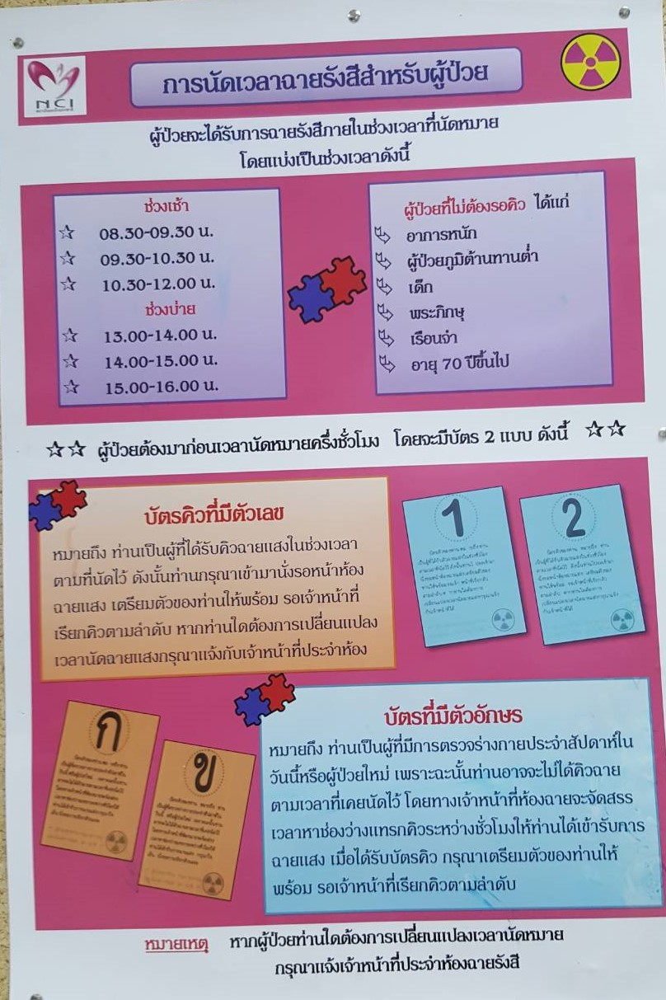 NCI
การนัดเวลาฉายรังสีสำหรับผู้ป่วย
ผู้ป่วยจะได้รับการฉายรังสีภายในช่วงเวลาที่นัดหมาย
โดยแบ่งเป็นช่วงเวลาดังนี้
ช่วงเช้า
☆ 08.30-09.30 น.
☆ 09.30-10.30 น.
☆ 10.30-12.00 น.
ช่วงบ่าย
☆ 13.00-14.00 น.
☆ 14.00-15.00 น.
☆ 15.00-16.00 น.
ผู้ป่วยที่ไม่ต้องรอคิว ได้แก่
อาการหนัก
ผู้ป่วยภูมิต้านทานต่ำ
เด็ก
พระภิกษุ
เรือนจำ
อายุ 70 ปีขึ้นไป
☆☆ ผู้ป่วยต้องมาก่อนเวลานัดหมายครึ่งชั่วโมง โดยจะมีบัตร 2 แบบ ดังนี้ ☆☆
บัตรคิวที่มีตัวเลข
หมายถึง ท่านเป็นผู้ที่ได้รับคิวฉายแสงในช่วงเวลา
ตามที่นัดไว้ ดังนั้นท่านกรุณาเข้ามานั่งรอหน้าห้อง
ฉายแสง เตรียมตัวของท่านให้พร้อม รอเจ้าหน้าที่
เรียกคิวตามลำดับ หากท่านใดต้องการเปลี่ยนแปลง
เวลานัดฉายแสงกรุณาแจ้งกับเจ้าหน้าที่ประจำห้อง
1
2
ก
ข
บัตรที่มีตัวอักษร
หมายถึง ท่านเป็นผู้ที่มีการตรวจร่างกายประจำสัปดาห์ใน
วันนี้หรือผู้ป่วยใหม่ เพราะฉะนั้นท่านอาจจะไม่ได้คิวฉาย
ตามเวลาที่เคยนัดไว้ โดยทางเจ้าหน้าที่ห้องฉายจะจัดสรร
เวลาหาช่องว่างแทรกคิวระหว่างชั่วโมงให้ท่านได้เข้ารับการ
ฉายแสง เมื่อได้รับบัตรคิว กรุณาเตรียมตัวของท่านให้
พร้อม รอเจ้าหน้าที่เรียกคิวตามลำดับ
หมายเหตุ หากผู้ป่วยท่านใดต้องการเปลี่ยนแปลงเวลานัดหมาย
กรุณาแจ้งเจ้าหน้าที่ประจำห้องฉายรังสี